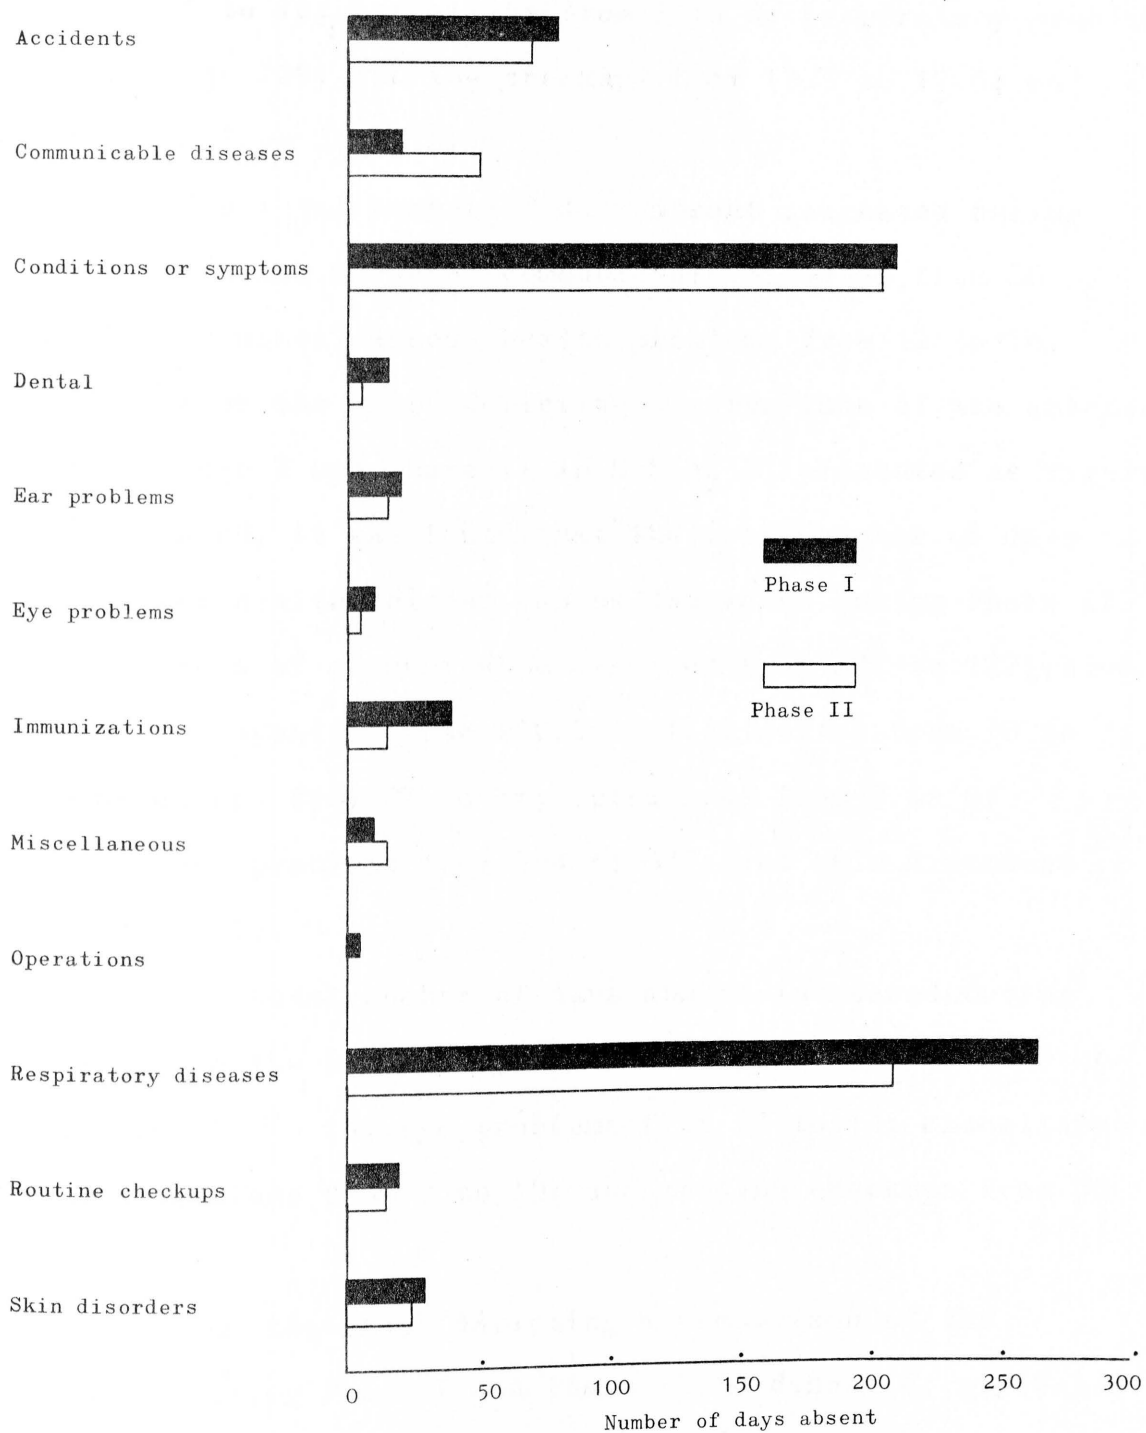 Accidents
Communicable diseases
Conditions or symptoms
Dental
Ear problems
Phase I
Eye problems
Phase II
Immunizations
Miscellaneous
Operations
Respiratory diseases
Routine checkups
Skin disorders
0 50 100 150 200 250 300
Number of days absent